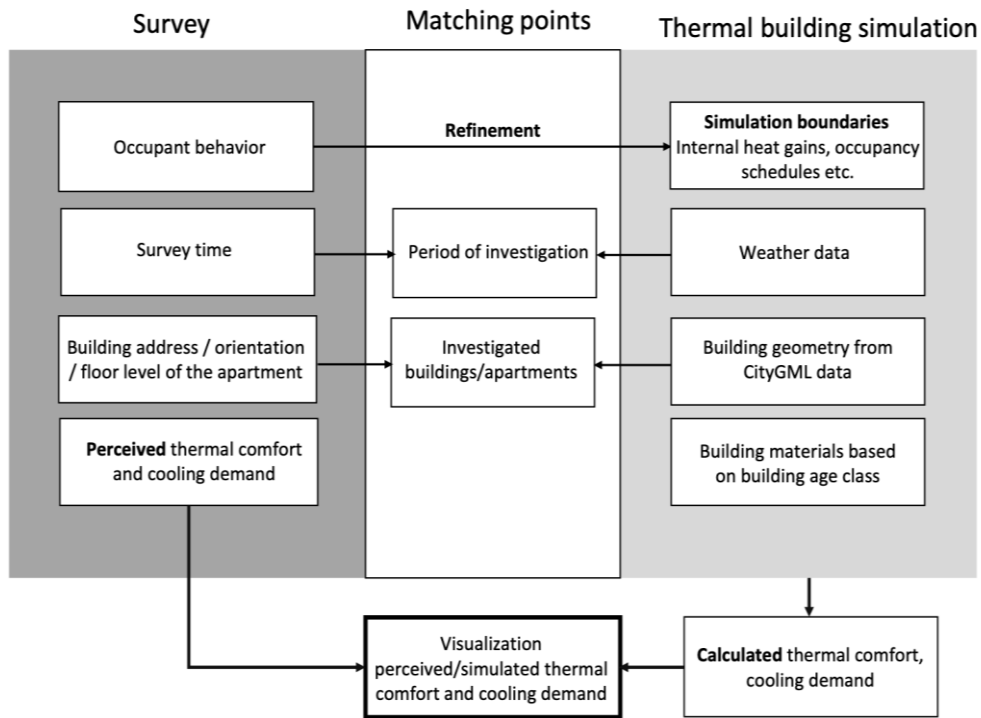 Survey
Matching points
Thermal building simulation
Occupant behavior
Refinement
Simulation boundaries
Internal heat gains, occupancy
schedules etc.
Survey time
Period of investigation
Weather data
Building address / orientation
/ floor level of the apartment
Investigated
buildings/apartments
Building geometry from
CityGML data
Perceived thermal comfort
and cooling demand
Building materials based
on building age class
Visualization
perceived/simulated thermal
comfort and cooling demand
Calculated thermal comfort,
cooling demand